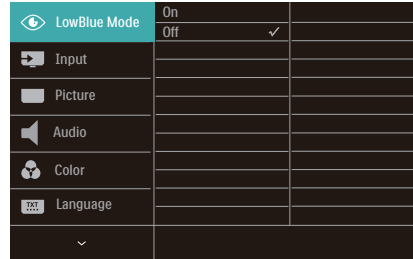 LowBlue Mode
On
Off
Input
Picture
Audio
Color
TXT
Language